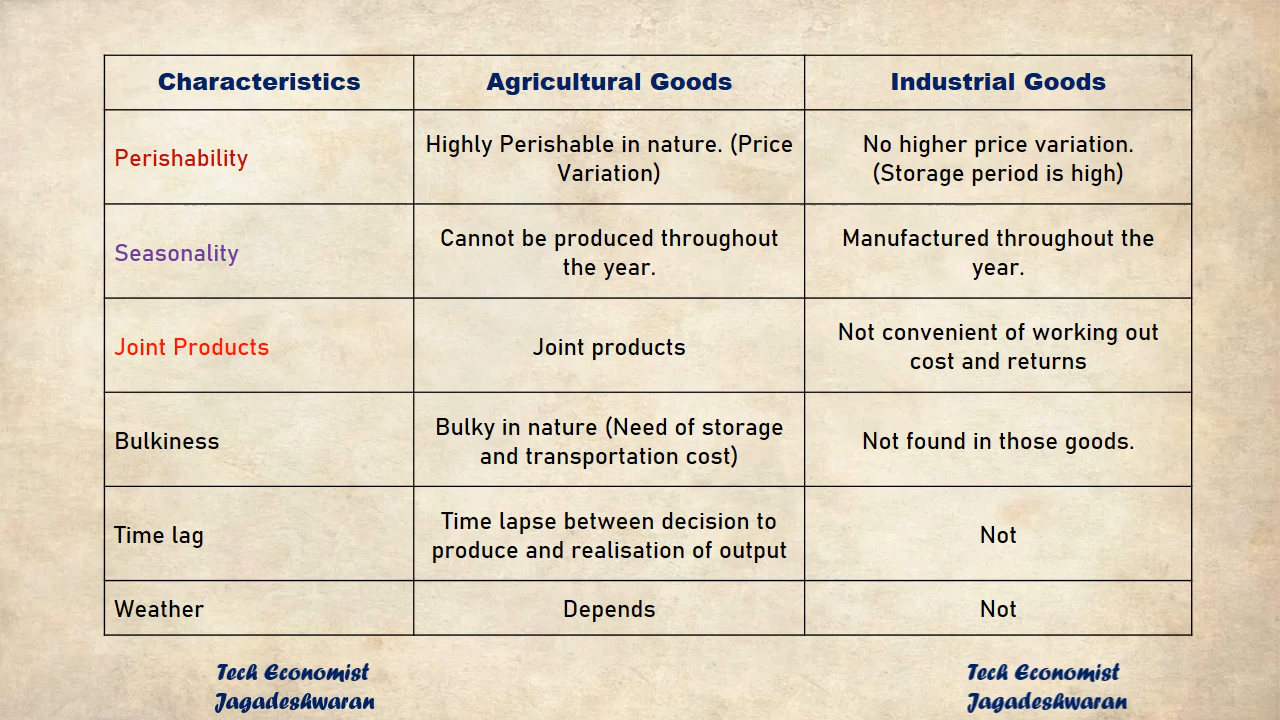 Characteristics
Agricultural Goods
Industrial Goods
Perishability
Highly Perishable in nature. (Price
Variation)
No higher price variation.
(Storage period is high)
Seasonality
Cannot be produced throughout
the year.
Manufactured throughout the
year.
Joint Products
Joint products
Not convenient of working out
cost and returns
Bulkiness
Bulky in nature (Need of storage
and transportation cost)
Not found in those goods.
Time lag
Time lapse between decision to
produce and realisation of output
Not
Weather
Depends
Not
Tech Economist
Jagadeshwaran
Tech Economist
Jagadeshwaran